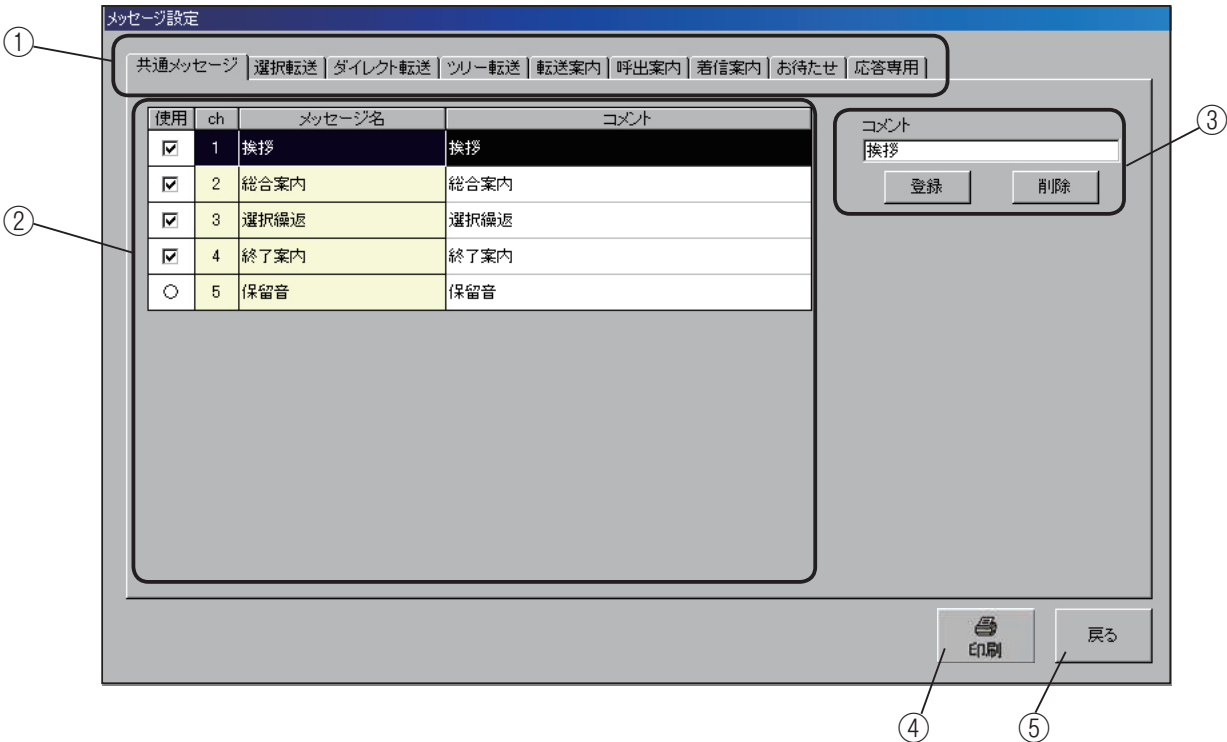 メッセージ設定
①
共通メッセージ 選択転送 ダイレクト転送 ツリー転送 転送案内 呼出案内 着信案内 お待たせ 応答専用
使用 ch メッセージ名 コメント
1 挨拶 挨拶
2 総合案内 総合案内
3 選択繰返 選択繰返
4 終了案内 終了案内
5 保留音 保留音
②
コメント
挨拶
登録 削除
③
印刷
戻る
④ ⑤